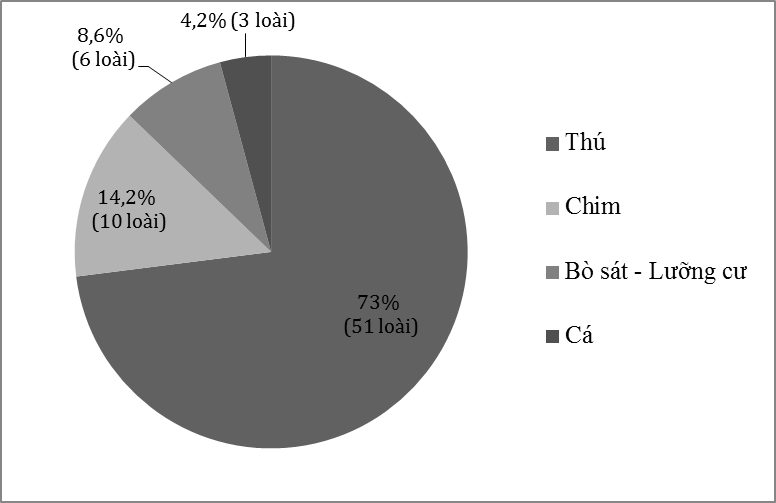 4,2% (3 loài)
8,6%
(6 loài)
14,2%
(10 loài)
73%
(51 loài)
Thú
Chim
Bò sát - Lưỡng cư
Cá